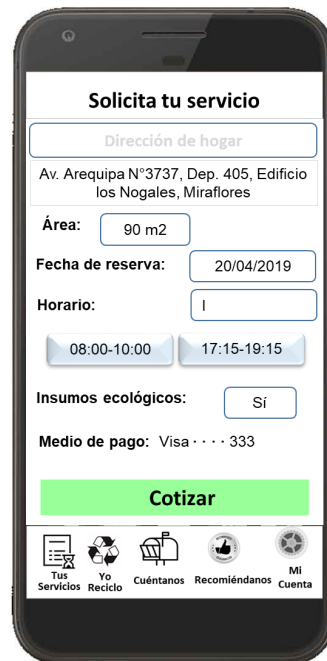 Solicita tu servicio
Dirección de hogar
Av. Arequipa N°3737, Dep. 405, Edificio
los Nogales, Miraflores
Área:
90 m2
Fecha de reserva:
20/04/2019
Horario:
I
08:00-10:00
17:15-19:15
Insumos ecológicos:
Sí
Medio de pago: Visa · · · · 333
Cotizar
Tus
Servicios
Yo
Reciclo
Cuéntanos
Recomiéndanos
Mi
Cuenta